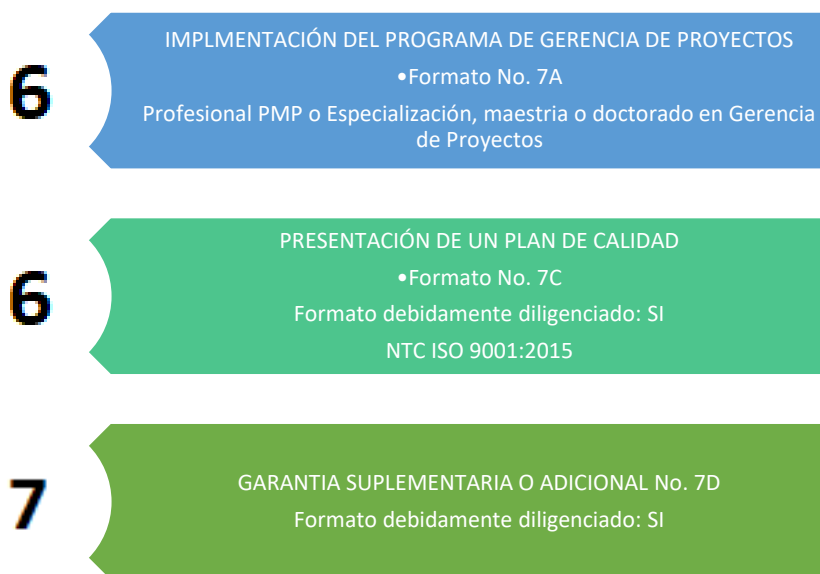 6
IMPLMENTACIÓN DEL PROGRAMA DE GERENCIA DE PROYECTOS
•Formato No. 7A
Profesional PMP o Especialización, maestria o doctorado en Gerencia
de Proyectos
6
PRESENTACIÓN DE UN PLAN DE CALIDAD
•Formato No. 7C
Formato debidamente diligenciado: SI
NTC ISO 9001:2015
7
GARANTIA SUPLEMENTARIA O ADICIONAL No. 7D
Formato debidamente diligenciado: SI